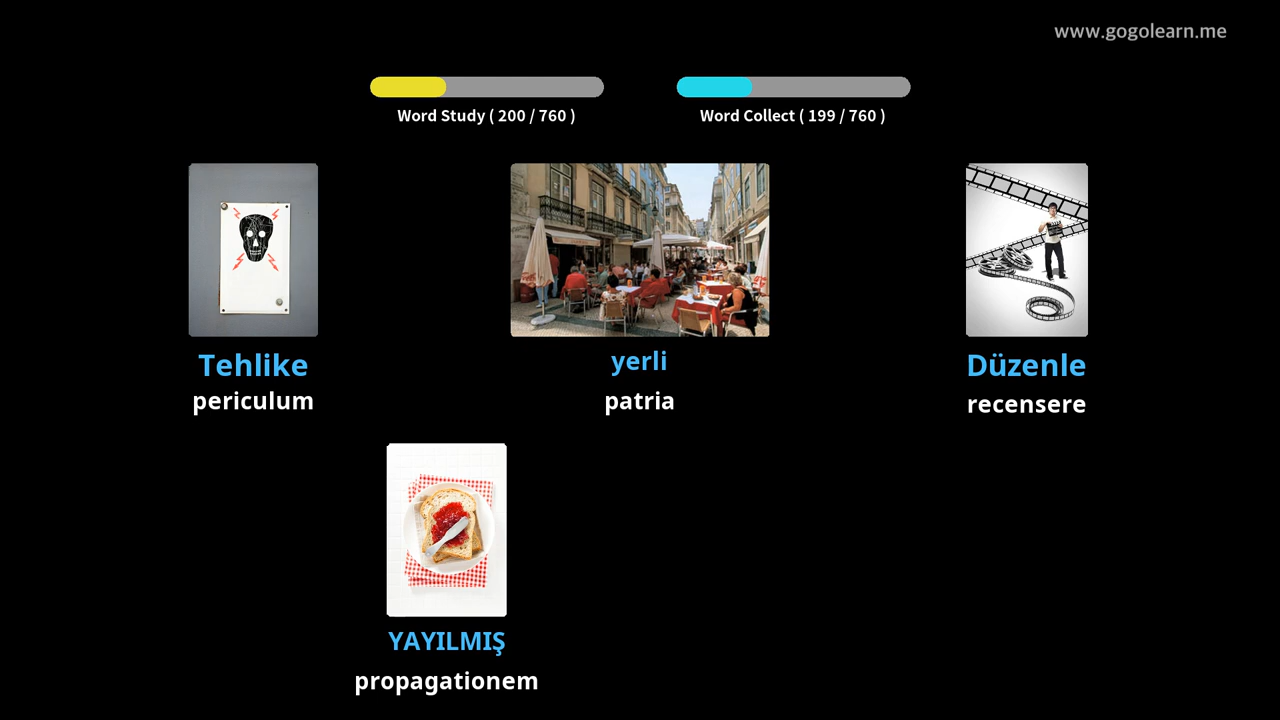 www.gogolearn.me
Word Study ( 200 / 760 )
Word Collect ( 199 / 760 )
Tehlike
periculum
yerli
patria
Düzenle
recensere
YAYILMIŞ
propagationem